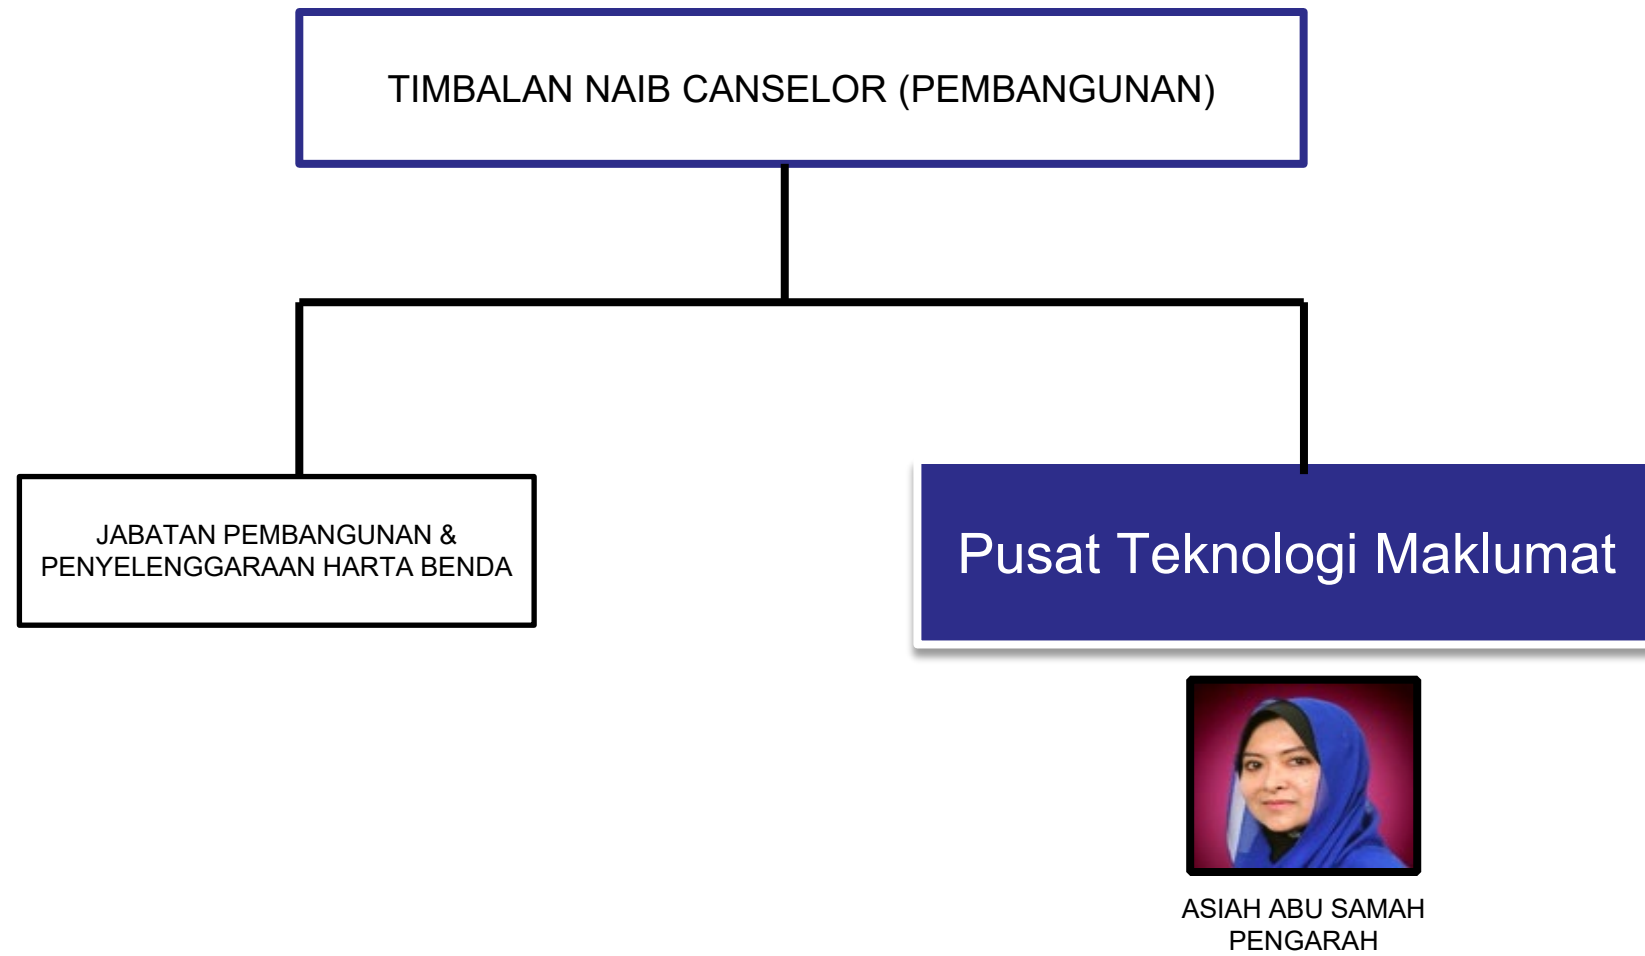 TIMBALAN NAIB CANSELOR (PEMBANGUNAN)
JABATAN PEMBANGUNAN &
PENYELENGGARAAN HARTA BENDA
Pusat Teknologi Maklumat
ASIAH ABU SAMAH
PENGARAH